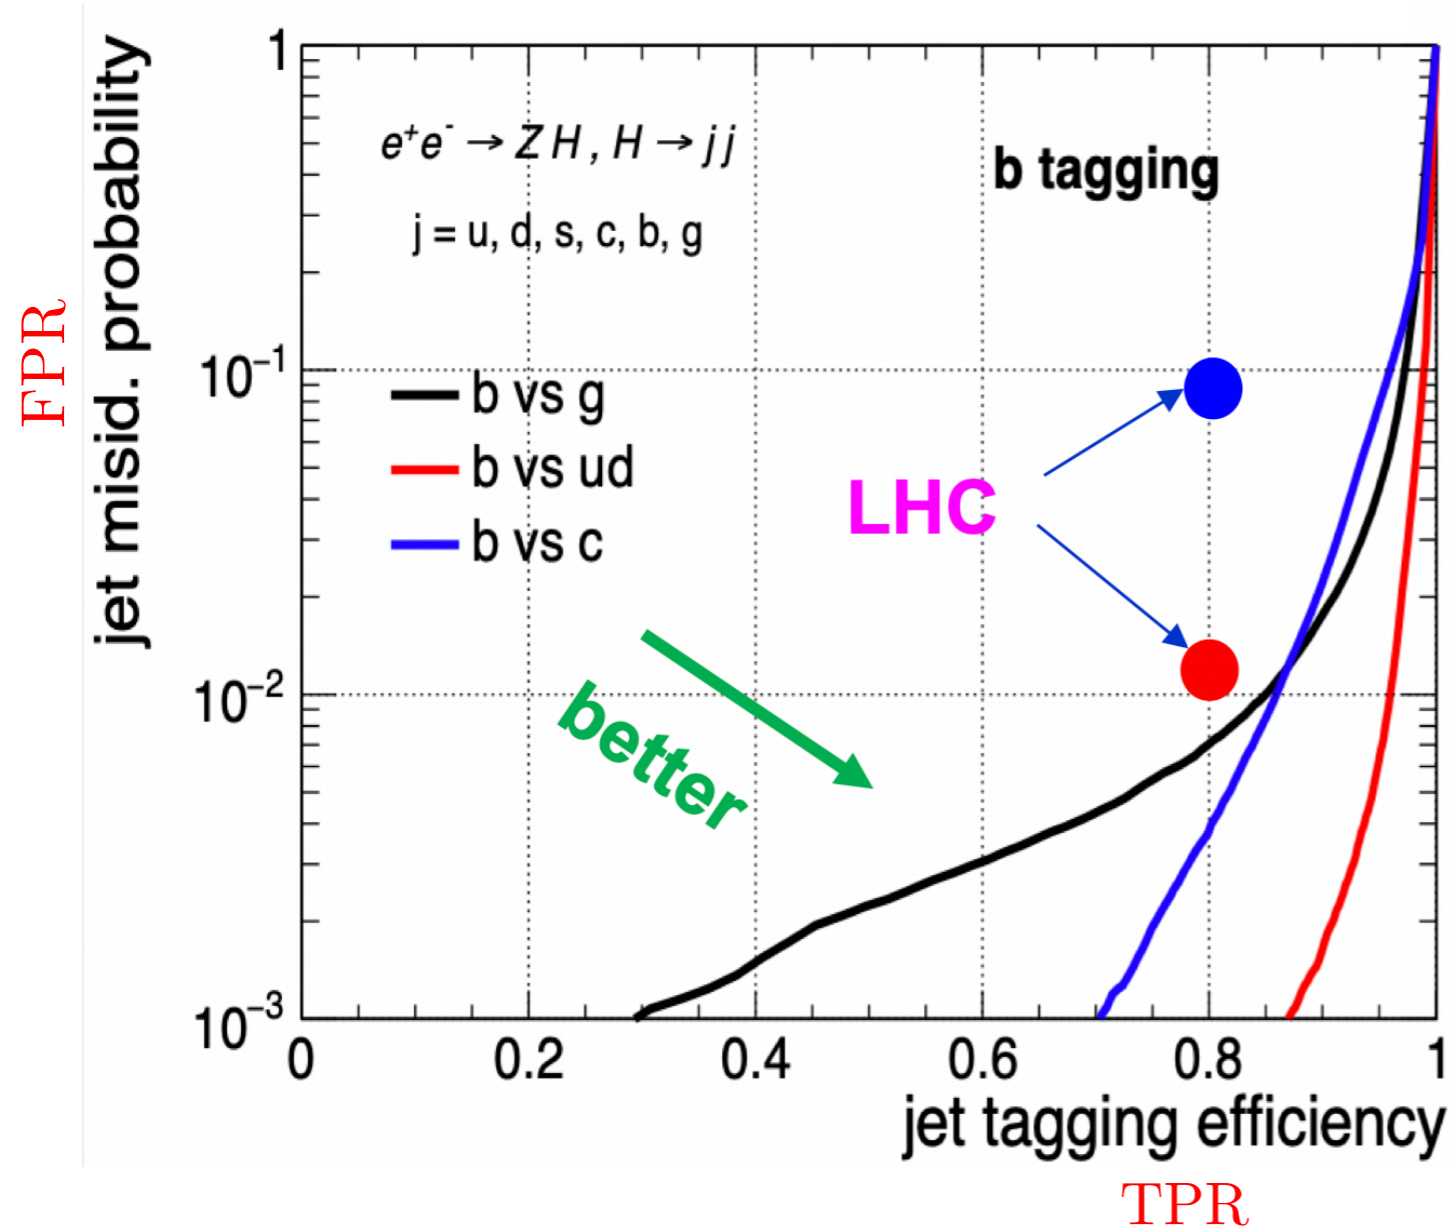 FPR
jet misid. probability
1
10⁻¹
10⁻²
10⁻³
e⁺e⁻ → Z H , H → j j
j = u, d, s, c, b, g
b tagging
b vs g
b vs ud
b vs c
LHC
better
0 0.2 0.4 0.6 0.8 1
jet tagging efficiency
TPR